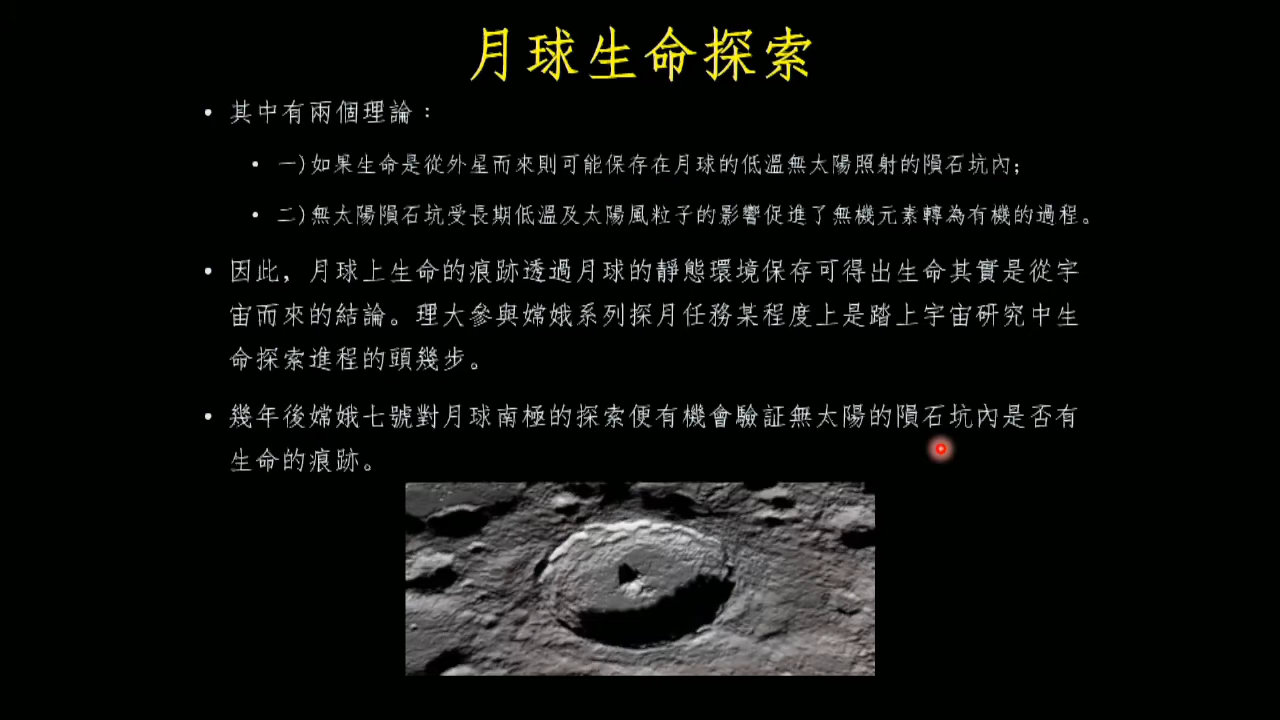 月球生命探索
• 其中有兩個理論：
• 一)如果生命是從外星而來則可能保存在月球的低溫無太陽照射的隕石坑內;
• 二)無太陽隕石坑受長期低溫及太陽風粒子的影響促進了無機元素轉為有機的過程。
• 因此, 月球上生命的痕跡透過月球的靜態環境保存可得出生命其實是從宇
宙而來的結論。理大參與嫦娥系列探月任務某程度上是踏上宇宙研究中生
命探索進程的頭幾步。
• 幾年後嫦娥七號對月球南極的探索便有機會驗証無太陽的隕石坑內是否有
生命的痕跡。